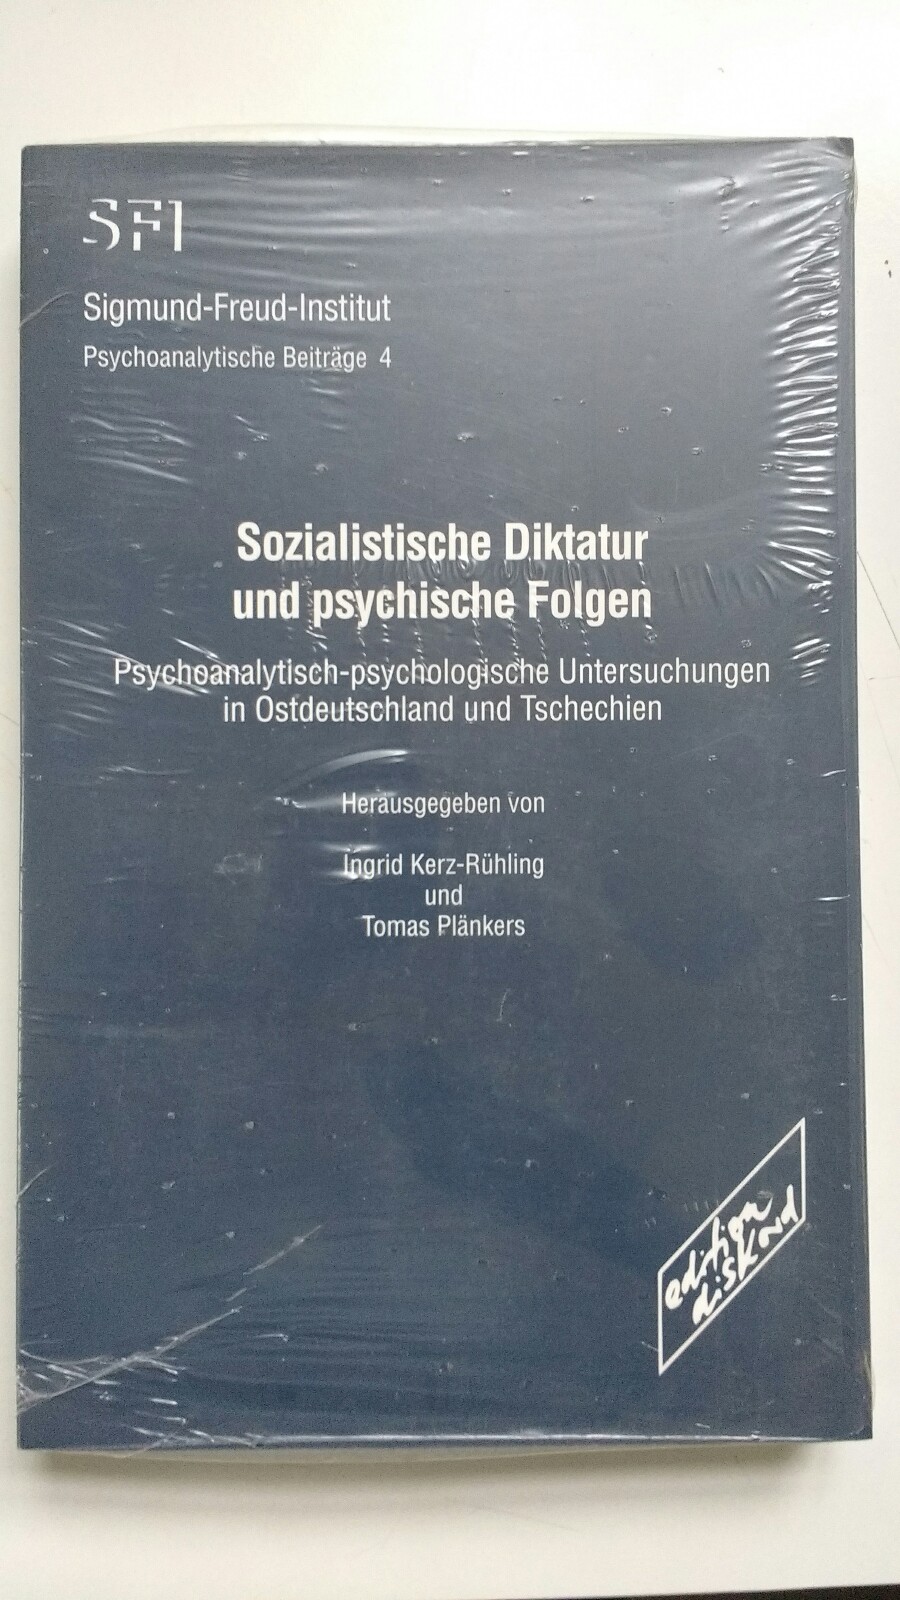 SFI
Sigmund-Freud-Institut
Psychoanalytische Beiträge 4
Sozialistische Diktatur
und psychische Folgen
Psychoanalytisch-psychologische Untersuchungen
in Ostdeutschland und Tschechien
Herausgegeben von
Ingrid Kerz-Rühling
und
Tomas Plänkers
edition
diskord